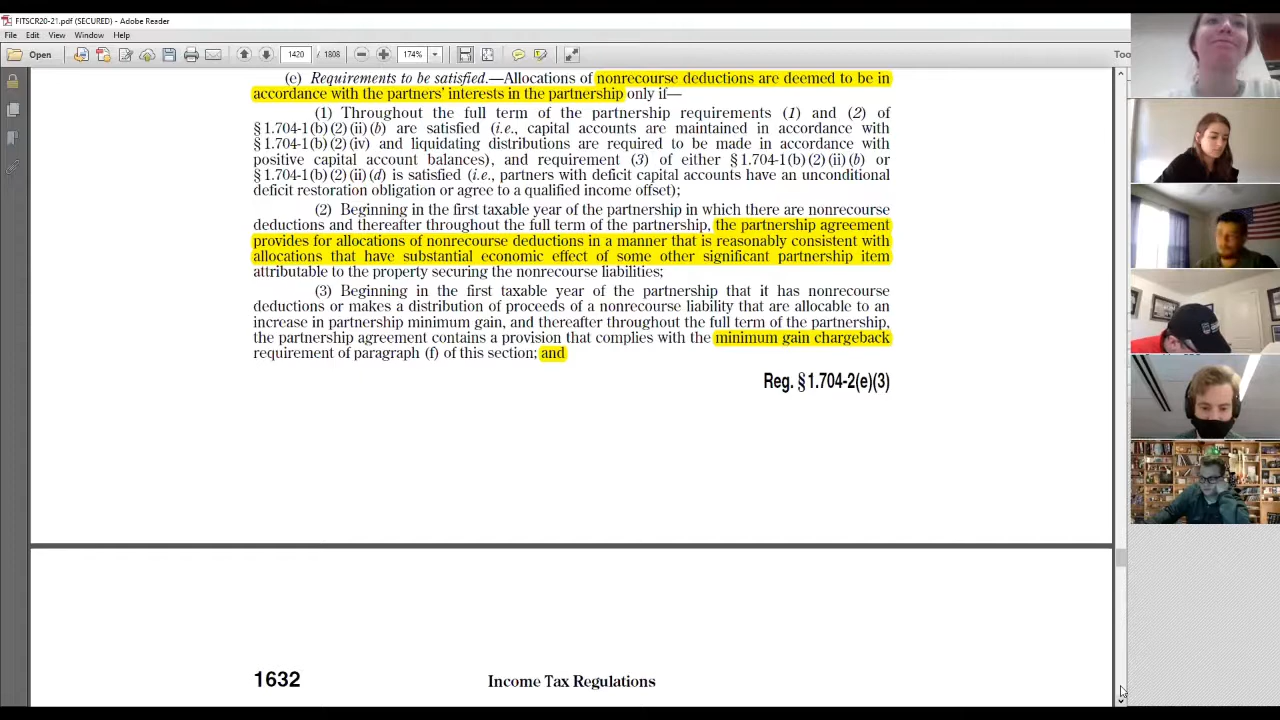 FITSCR20-21.pdf (SECURED) - Adobe Reader
File Edit View Window Help
Open 1420 / 1808 174% Too
(e) Requirements to be satisfied.—Allocations of nonrecourse deductions are deemed to be in
accordance with the partners' interests in the partnership only if—
(1) Throughout the full term of the partnership requirements (1) and (2) of
§ 1.704-1(b)(2)(ii)(b) are satisfied (i.e., capital accounts are maintained in accordance with
§ 1.704-1(b)(2)(iv) and liquidating distributions are required to be made in accordance with
positive capital account balances), and requirement (3) of either § 1.704-1(b)(2)(ii)(b) or
§ 1.704-1(b)(2)(ii)(d) is satisfied (i.e., partners with deficit capital accounts have an unconditional
deficit restoration obligation or agree to a qualified income offset);
(2) Beginning in the first taxable year of the partnership in which there are nonrecourse
deductions and thereafter throughout the full term of the partnership, the partnership agreement
provides for allocations of nonrecourse deductions in a manner that is reasonably consistent with
allocations that have substantial economic effect of some other significant partnership item
attributable to the property securing the nonrecourse liabilities;
(3) Beginning in the first taxable year of the partnership that it has nonrecourse
deductions or makes a distribution of proceeds of a nonrecourse liability that are allocable to an
increase in partnership minimum gain, and thereafter throughout the full term of the partnership,
the partnership agreement contains a provision that complies with the minimum gain chargeback
requirement of paragraph (f) of this section; and
Reg. § 1.704-2(e)(3)
1632 Income Tax Regulations